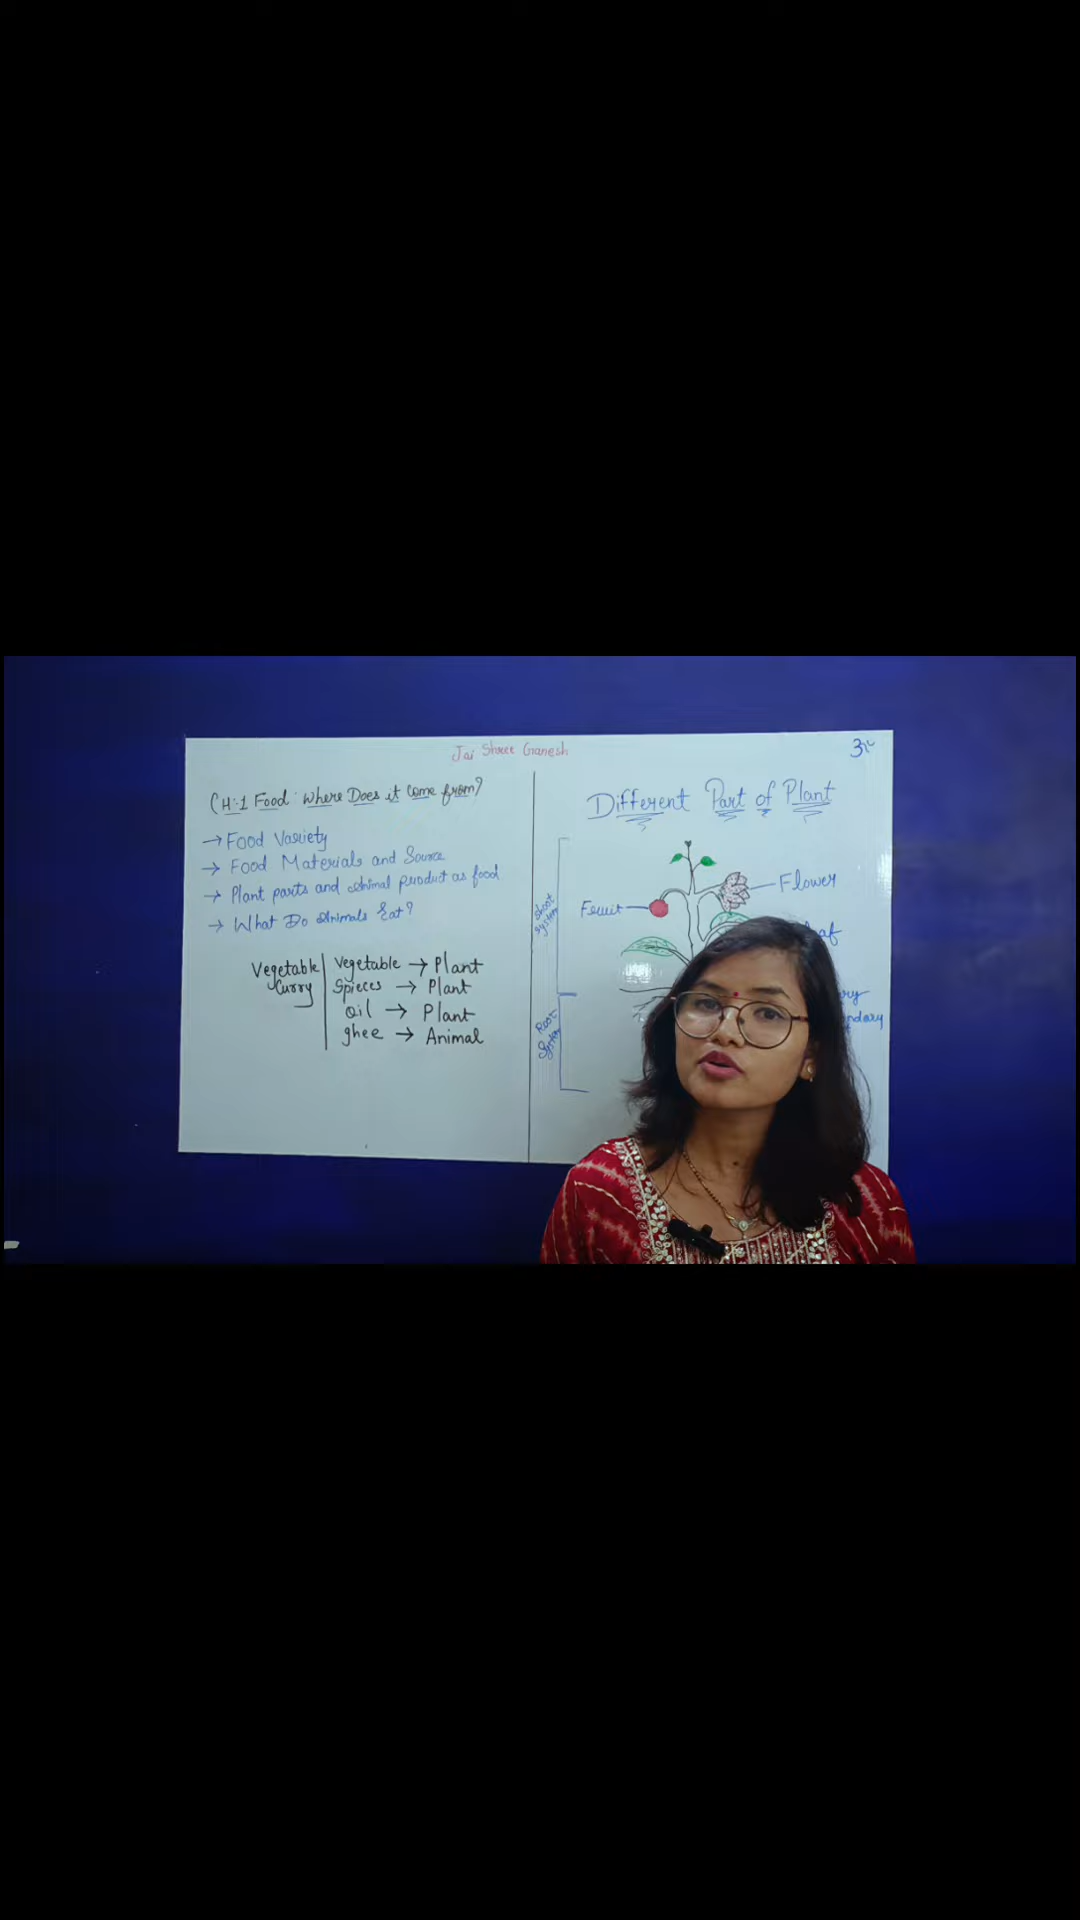 Jai Shree Ganesh
ॐ
CH:-1 Food: Where Does it Come from?
→ Food Variety
→ Food Materials and Source
→ Plant parts and Animal product as food
→ What Do Animals Eat?
Vegetable Curry
Vegetable → Plant
Spieces → Plant
Oil → Plant
ghee → Animal
Different Part of Plant
Shoot System
Root System
Flower
Fruit